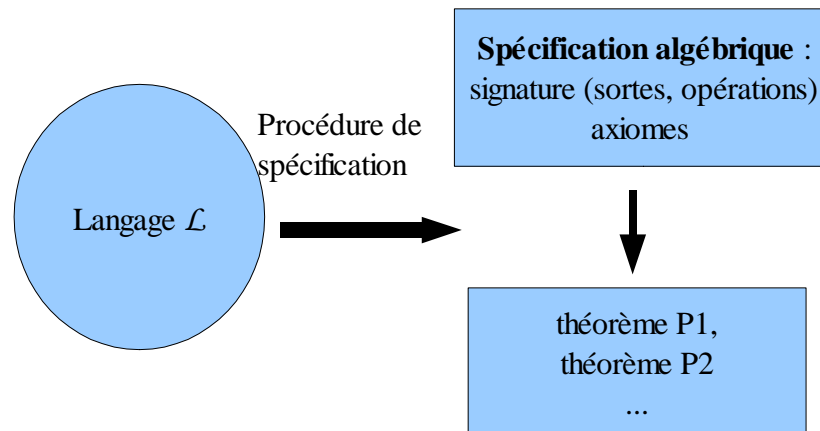 Spécification algébrique :
signature (sortes, opérations)
axiomes
Procédure de
spécification
Langage ℒ
théorème P1,
théorème P2
...